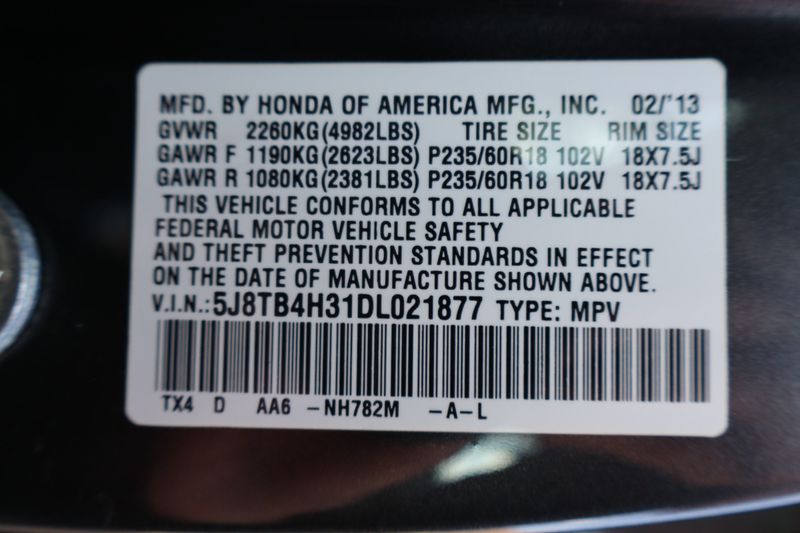 MFD. BY HONDA OF AMERICA MFG., INC. 02/'13
GVWR 2260KG(4982LBS) TIRE SIZE RIM SIZE
GAWR F 1190KG(2623LBS) P235/60R18 102V 18X7.5J
GAWR R 1080KG(2381LBS) P235/60R18 102V 18X7.5J
THIS VEHICLE CONFORMS TO ALL APPLICABLE
FEDERAL MOTOR VEHICLE SAFETY
AND THEFT PREVENTION STANDARDS IN EFFECT
ON THE DATE OF MANUFACTURE SHOWN ABOVE.
V.I.N.:5J8TB4H31DL021877 TYPE: MPV
TX4 D AA6 -NH782M -A-L